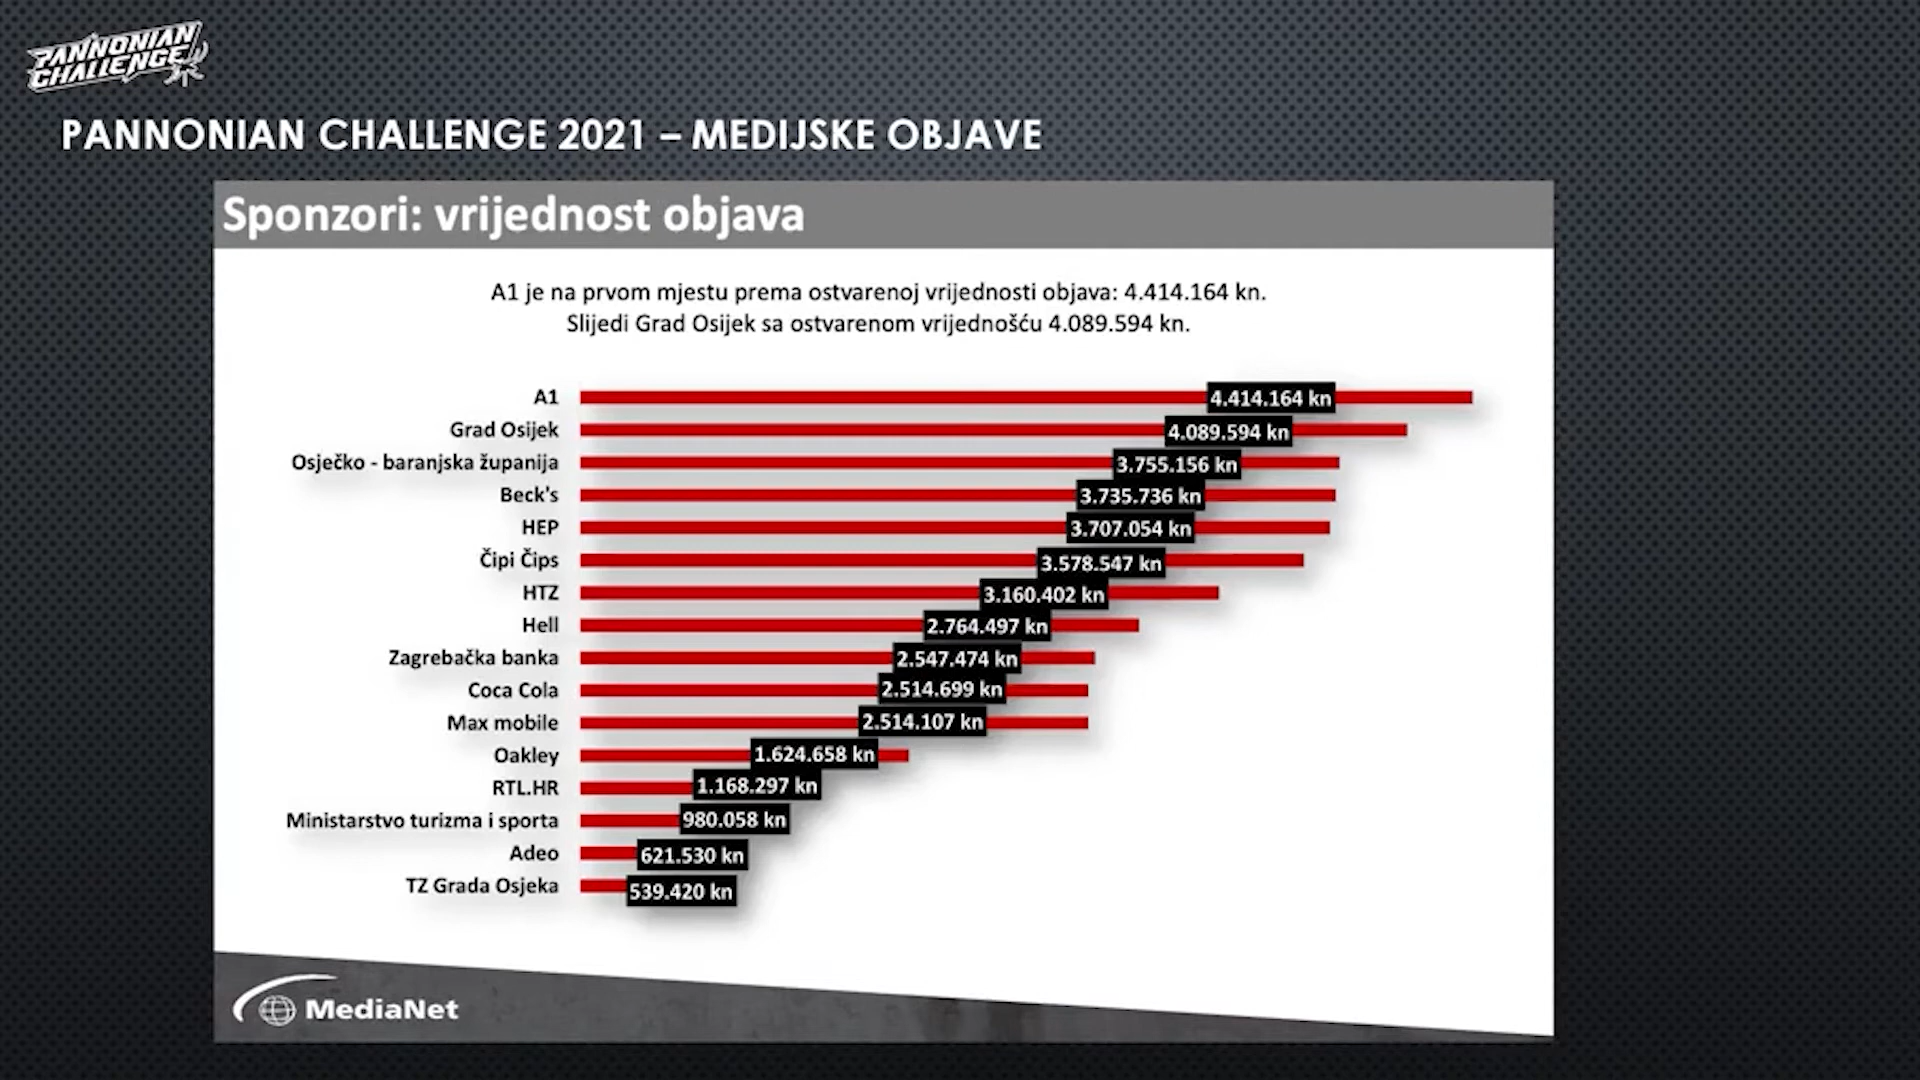 PANNONIAN
CHALLENGE
PANNONIAN CHALLENGE 2021 – MEDIJSKE OBJAVE
Sponzori: vrijednost objava
A1 je na prvom mjestu prema ostvarenoj vrijednosti objava: 4.414.164 kn.
Slijedi Grad Osijek sa ostvarenom vrijednošću 4.089.594 kn.
A1 4.414.164 kn
Grad Osijek 4.089.594 kn
Osječko - baranjska županija 3.755.156 kn
Beck's 3.735.736 kn
HEP 3.707.054 kn
Čipi Čips 3.578.547 kn
HTZ 3.160.402 kn
Hell 2.764.497 kn
Zagrebačka banka 2.547.474 kn
Coca Cola 2.514.699 kn
Max mobile 2.514.107 kn
Oakley 1.624.658 kn
RTL.HR 1.168.297 kn
Ministarstvo turizma i sporta 980.058 kn
Adeo 621.530 kn
TZ Grada Osjeka 539.420 kn
MediaNet